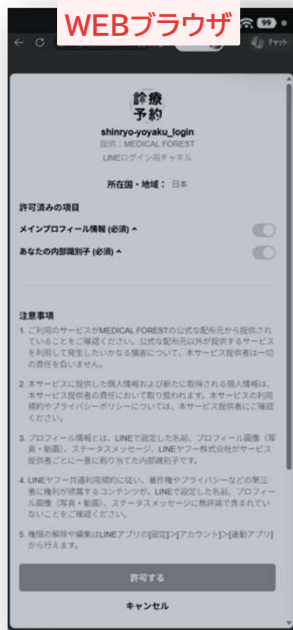 WEBブラウザ
99
チャット
診療
予約
shinryo-yoyaku_login
提供：MEDICAL FOREST
LINEログイン用チャネル
所在国・地域： 日本
許可済みの項目
メインプロフィール情報 (必須)
あなたの内部識別子 (必須)
注意事項
1. ご利用のサービスがMEDICAL FORESTの公式な配布元から提供され
ていることをご確認ください。公式な配布元以外が提供するサービス
を利用して発生したいかなる損害について、本サービス提供者は一切
の責任を負いません。
2. 本サービスに提供した個人情報および新たに取得される個人情報は、
本サービス提供者の責任において取り扱われます。本サービスの利用
規約やプライバシーポリシーについては、本サービス提供者にご確認
ください。
3. プロフィール情報とは、LINEで設定した名前、プロフィール画像（写
真・動画）、ステータスメッセージ、LINEヤフー株式会社がサービス
提供者ごとに一意に割り当てた内部識別子です。
4. LINEヤフー共通利用規約に従い、著作権やプライバシーなどの第三
者に権利が帰属するコンテンツが、LINEで設定した名前、プロフィー
ル画像（写真・動画）、ステータスメッセージに無許諾で含まれてい
ないことをご確認ください。
5. 権限の解除や編集はLINEアプリの[設定]>[アカウント]>[連動アプリ]
から行えます。
許可する
キャンセル